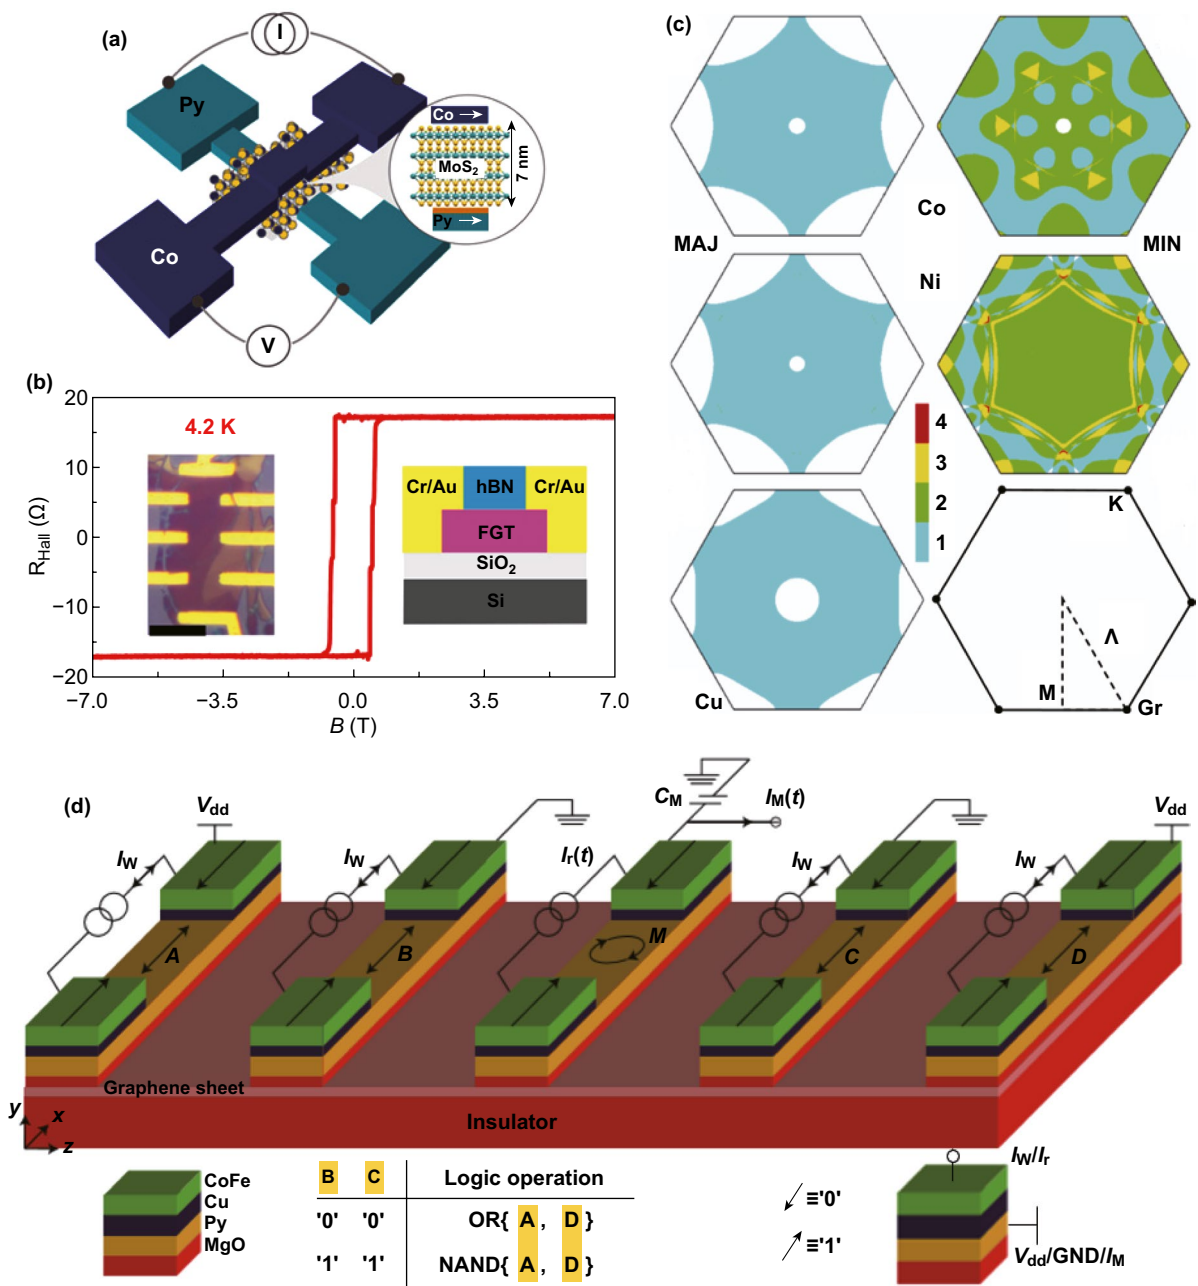 (a)
I
Py
Co
V
Co
MoS2
7 nm
Py
(b)
4.2 K
RHall (Ω)
20
10
0
−10
−20
−7.0 −3.5 0.0 3.5 7.0
B (T)
Cr/Au hBN Cr/Au
FGT
SiO2
Si
(c)
Co
MAJ MIN
Ni
4
3
2
1
Cu
K
Λ
M
Gr
(d)
Vdd
IW
IW
Ir(t)
CM
IM(t)
IW
IW
Vdd
A
B
M
C
D
Graphene sheet
Insulator
y
x
z
CoFe
Cu
Py
MgO
B C Logic operation
'0' '0' OR{ A , D }
'1' '1' NAND{ A , D }
≡'0'
≡'1'
IW/Ir
Vdd/GND/IM